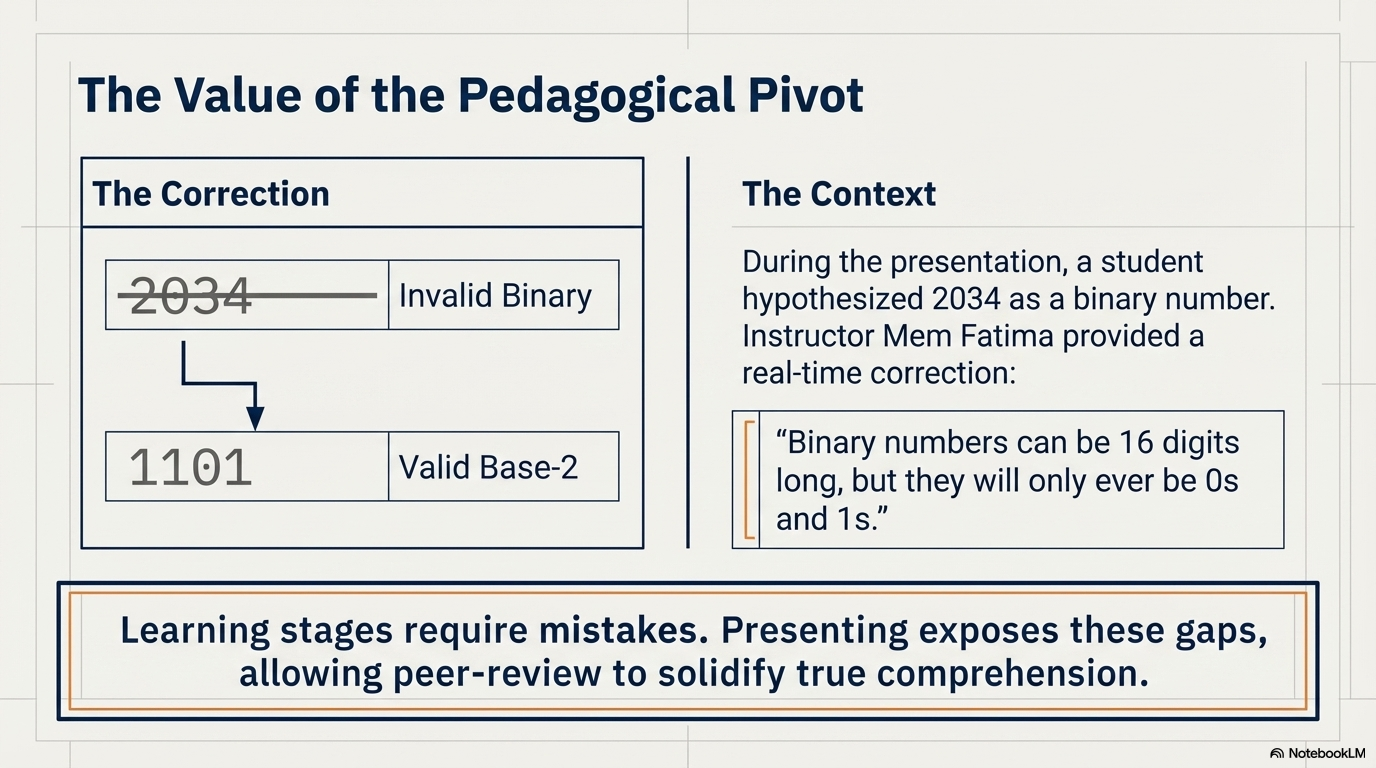 The Value of the Pedagogical Pivot
The Correction
2034
Invalid Binary
1101
Valid Base-2
The Context
During the presentation, a student
hypothesized 2034 as a binary number.
Instructor Mem Fatima provided a
real-time correction:
“Binary numbers can be 16 digits
long, but they will only ever be 0s
and 1s.”
Learning stages require mistakes. Presenting exposes these gaps,
allowing peer-review to solidify true comprehension.
NotebookLM